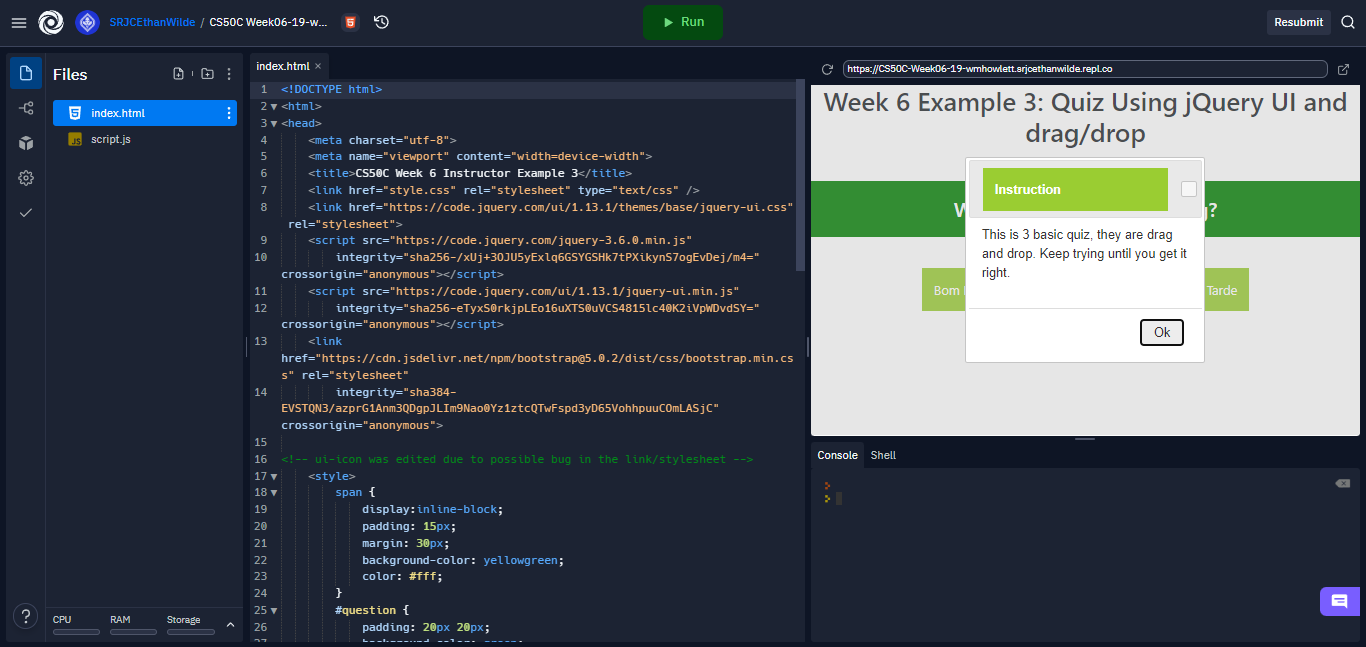 SRJCEthanWilde / CS50C Week06-19-w...
Run
Resubmit
Files
index.html
script.js
CPU RAM Storage
index.html
1 <!DOCTYPE html>
2 <html>
3 <head>
4 <meta charset="utf-8">
5 <meta name="viewport" content="width=device-width">
6 <title>CS50C Week 6 Instructor Example 3</title>
7 <link href="style.css" rel="stylesheet" type="text/css" />
8 <link href="https://code.jquery.com/ui/1.13.1/themes/base/jquery-ui.css"
rel="stylesheet">
9 <script src="https://code.jquery.com/jquery-3.6.0.min.js"
10 integrity="sha256-/xUj+3OJU5yExlq6GSYGSHk7tPXikynS7ogEvDej/m4="
crossorigin="anonymous"></script>
11 <script src="https://code.jquery.com/ui/1.13.1/jquery-ui.min.js"
12 integrity="sha256-eTyxS0rkjpLEo16uXTS0uVCS4815lc40K2iVpWDvdSY="
crossorigin="anonymous"></script>
13 <link
href="https://cdn.jsdelivr.net/npm/bootstrap@5.0.2/dist/css/bootstrap.min.cs
s" rel="stylesheet"
14 integrity="sha384-
EVSTQN3/azprG1Anm3QDgpJLIm9Nao0Yz1ztcQTwFspd3yD65VohhpuuCOmLASjC"
crossorigin="anonymous">
15
16 <!-- ui-icon was edited due to possible bug in the link/stylesheet -->
17 <style>
18 span {
19 display:inline-block;
20 padding: 15px;
21 margin: 30px;
22 background-color: yellowgreen;
23 color: #fff;
24 }
25 #question {
26 padding: 20px 20px;
https://CS50C-Week06-19-wmhowlett.srjcethanwilde.repl.co
Week 6 Example 3: Quiz Using jQuery UI and
drag/drop
Instruction
W g?
This is 3 basic quiz, they are drag
and drop. Keep trying until you get it
right.
Bom Tarde
Ok
Console Shell